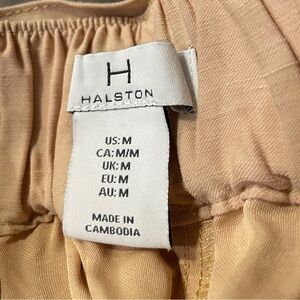 H
HALSTON
US: M
CA: M/M
UK: M
EU: M
AU: M
MADE IN
CAMBODIA